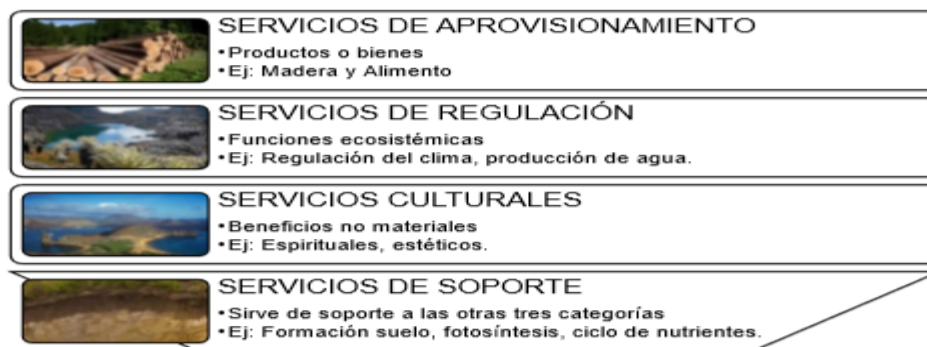 SERVICIOS DE APROVISIONAMIENTO
•Productos o bienes
•Ej: Madera y Alimento
SERVICIOS DE REGULACIÓN
•Funciones ecosistémicas
•Ej: Regulación del clima, producción de agua.
SERVICIOS CULTURALES
•Beneficios no materiales
•Ej: Espirituales, estéticos.
SERVICIOS DE SOPORTE
•Sirve de soporte a las otras tres categorías
•Ej: Formación suelo, fotosíntesis, ciclo de nutrientes.